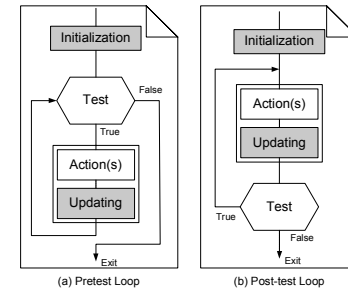 Initialization
Test
False
True
Action(s)
Updating
Exit
(a) Pretest Loop
Initialization
Action(s)
Updating
Test
True
False
Exit
(b) Post-test Loop